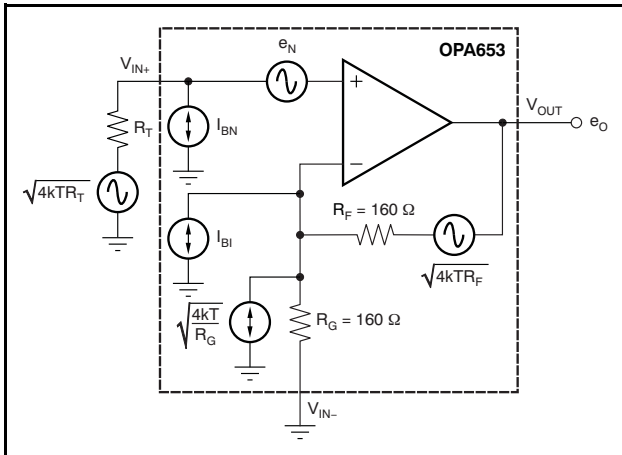 OPA653
e_N
V_IN+
V_OUT
e_O
R_T
I_BN
+
−
√4kTR_T
R_F = 160 Ω
I_BI
√4kTR_F
√4kT/R_G
R_G = 160 Ω
V_IN−